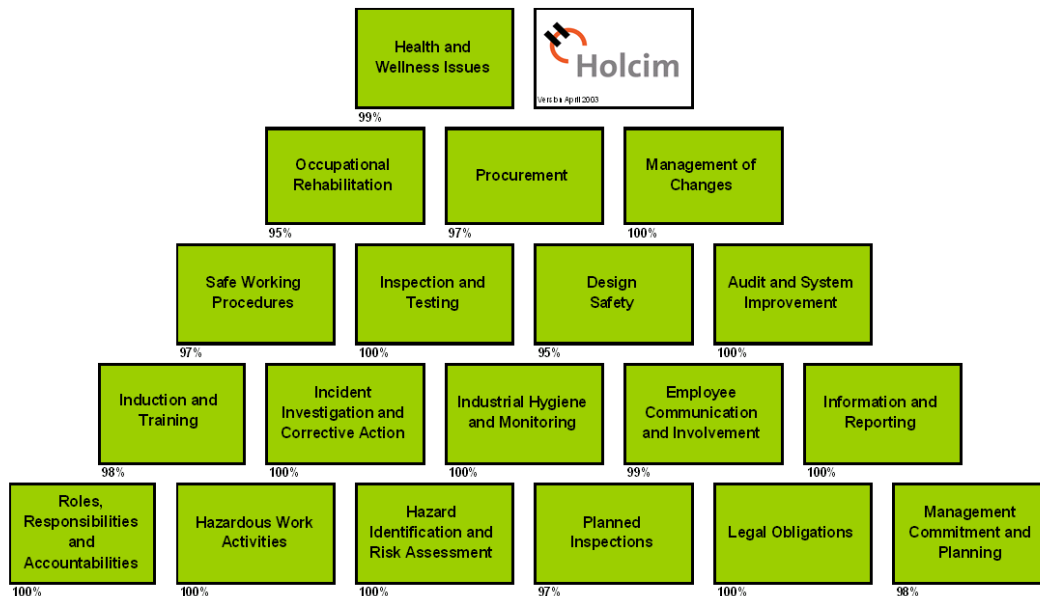 Health and
Wellness Issues
Holcim
Version April 2003
99%
Occupational
Rehabilitation
Procurement
Management of
Changes
95%
97%
100%
Safe Working
Procedures
Inspection and
Testing
Design
Safety
Audit and System
Improvement
97%
100%
95%
100%
Induction and
Training
Incident
Investigation and
Corrective Action
Industrial Hygiene
and Monitoring
Employee
Communication
and Involvement
Information and
Reporting
98%
100%
100%
99%
100%
Roles,
Responsibilities
and
Accountabilities
Hazardous Work
Activities
Hazard
Identification and
Risk Assessment
Planned
Inspections
Legal Obligations
Management
Commitment and
Planning
100%
100%
100%
97%
100%
98%